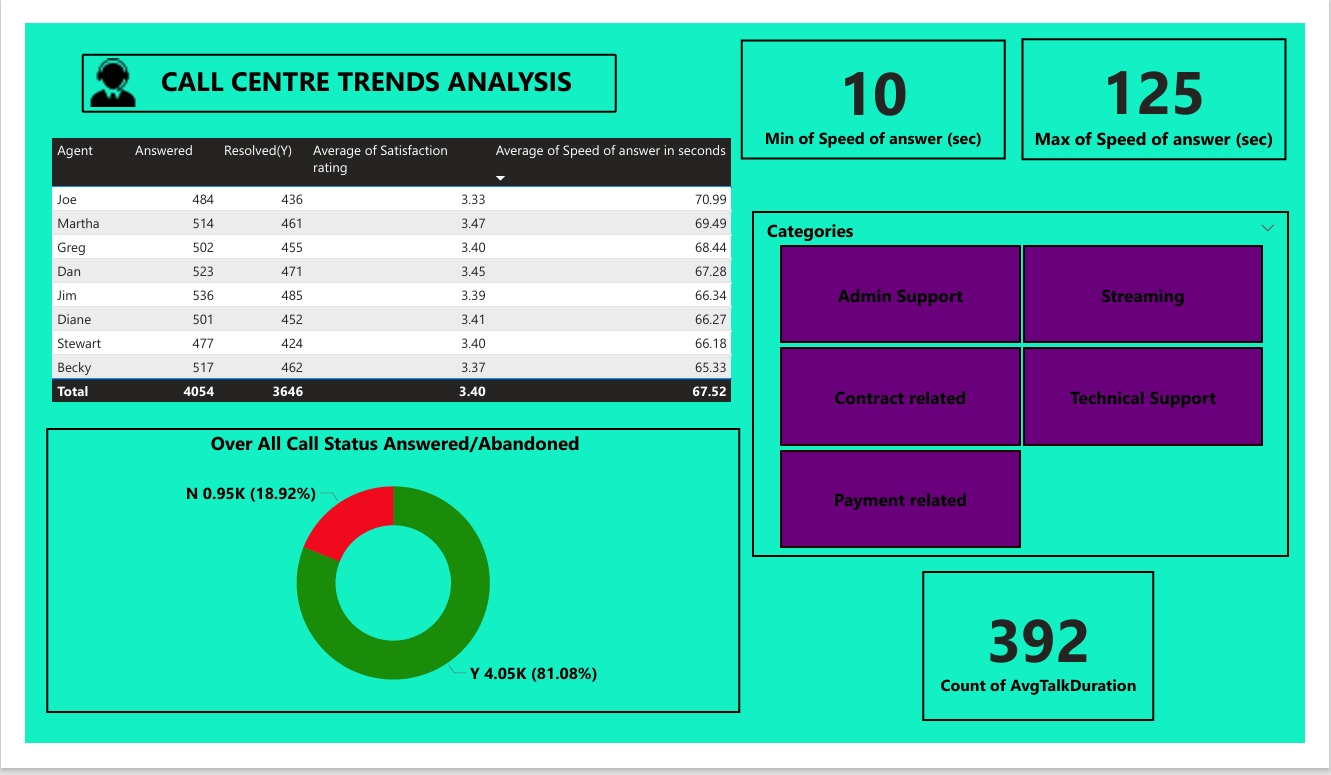 CALL CENTRE TRENDS ANALYSIS
10
Min of Speed of answer (sec)
125
Max of Speed of answer (sec)
Agent Answered Resolved(Y) Average of Satisfaction rating Average of Speed of answer in seconds
Joe 484 436 3.33 70.99
Martha 514 461 3.47 69.49
Greg 502 455 3.40 68.44
Dan 523 471 3.45 67.28
Jim 536 485 3.39 66.34
Diane 501 452 3.41 66.27
Stewart 477 424 3.40 66.18
Becky 517 462 3.37 65.33
Total 4054 3646 3.40 67.52
Categories
Admin Support Streaming
Contract related Technical Support
Payment related
Over All Call Status Answered/Abandoned
N 0.95K (18.92%)
Y 4.05K (81.08%)
392
Count of AvgTalkDuration